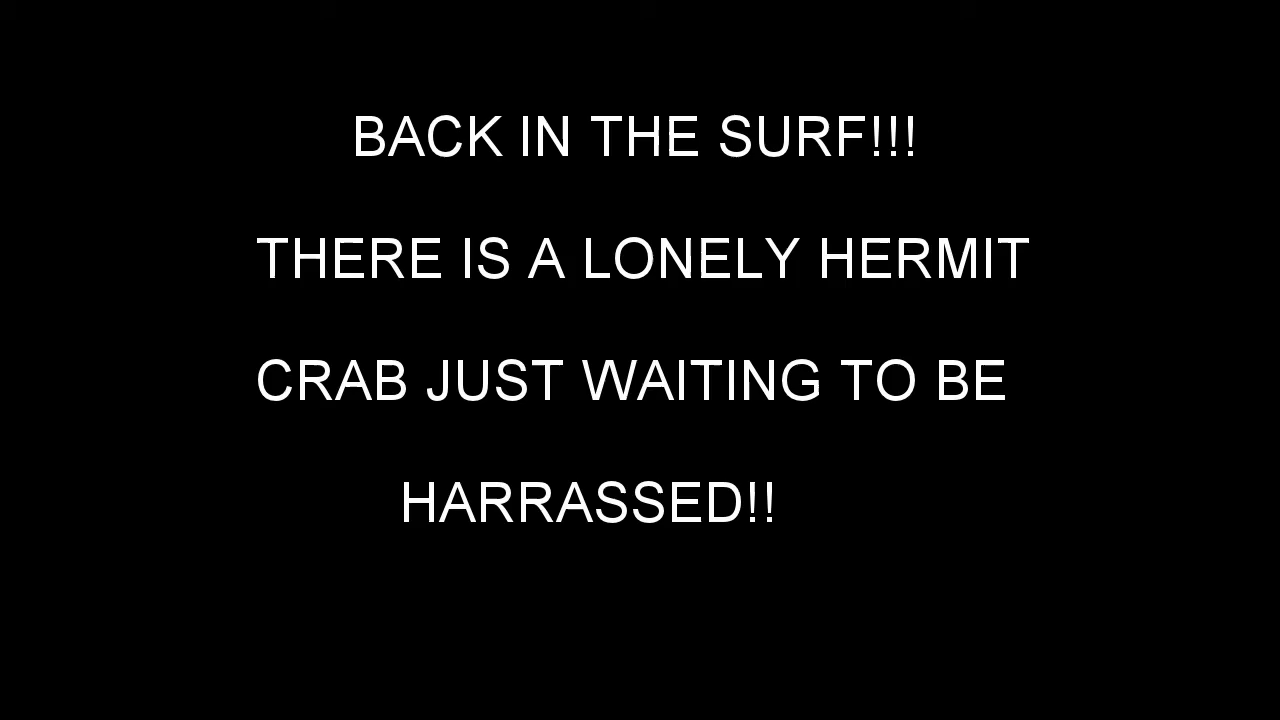 BACK IN THE SURF!!!
THERE IS A LONELY HERMIT
CRAB JUST WAITING TO BE
HARRASSED!!